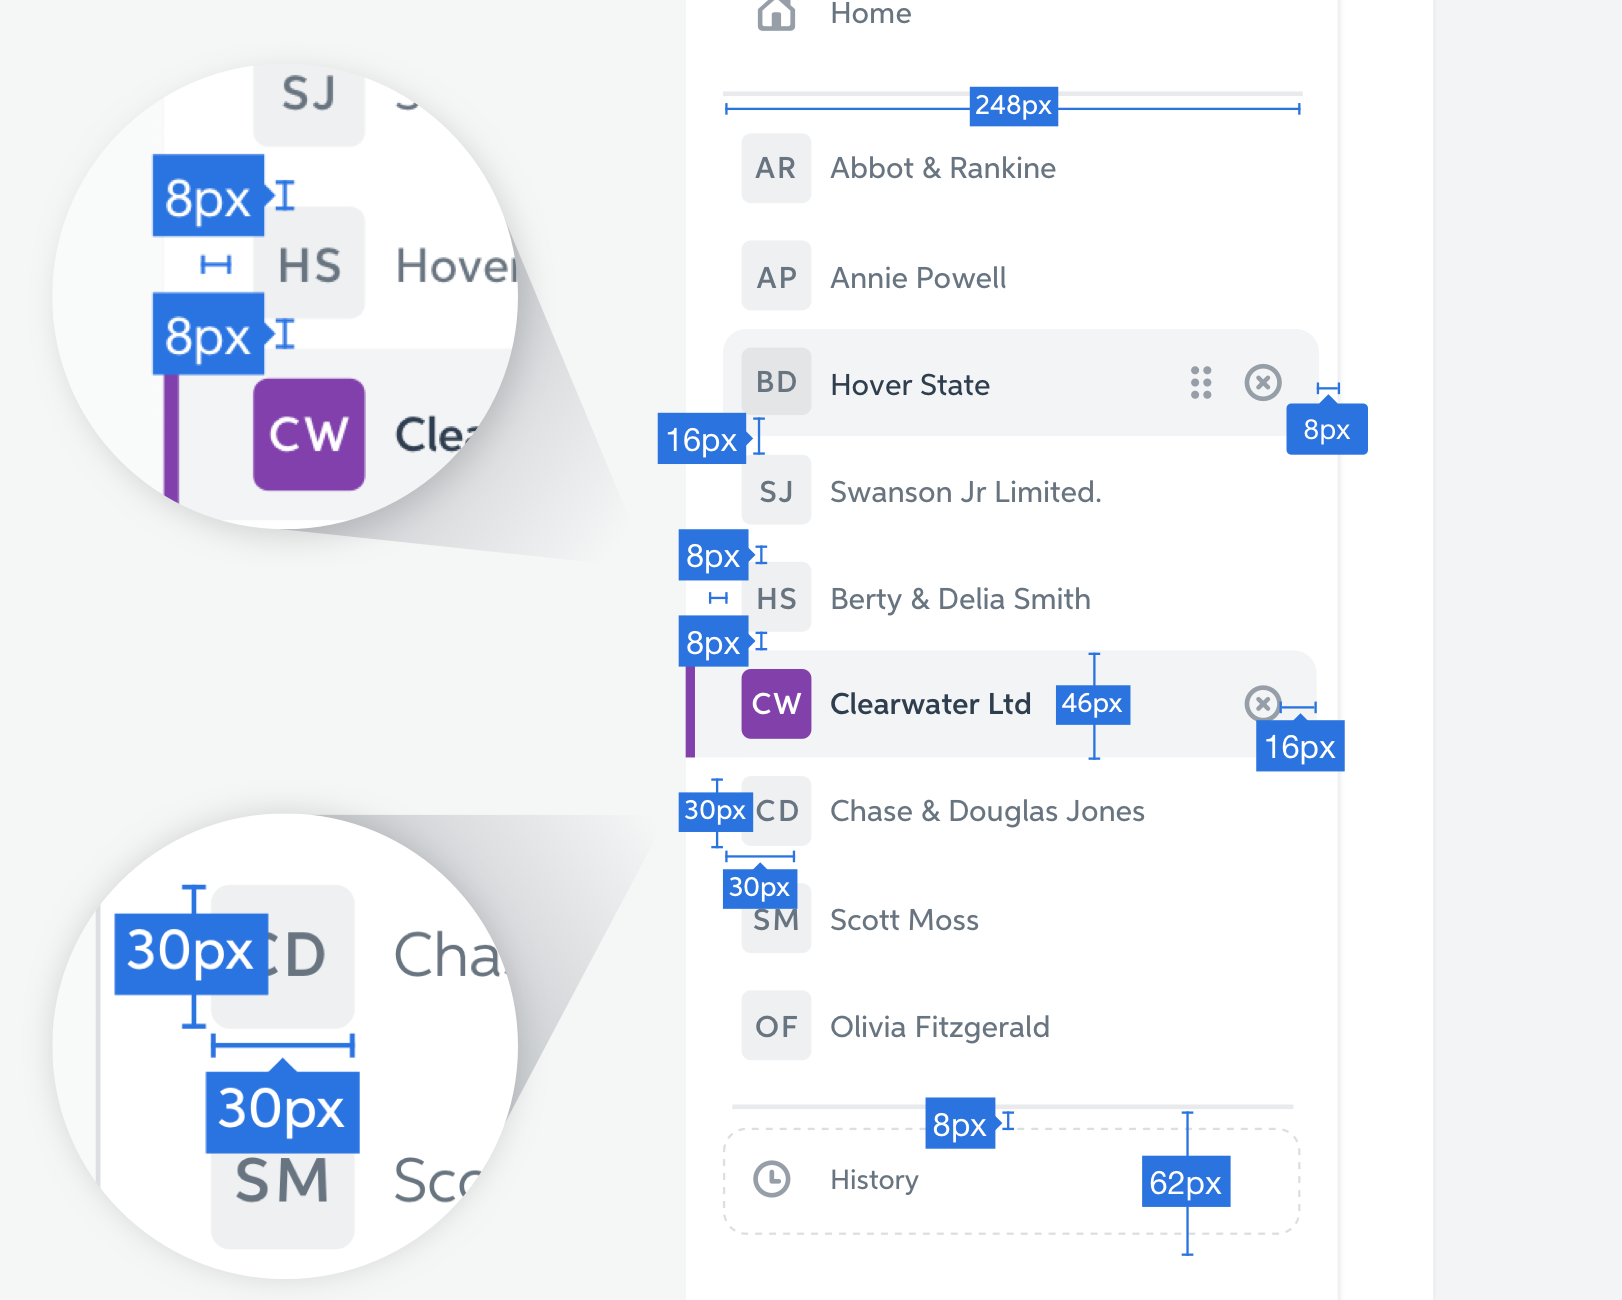 Home
248px
AR Abbot & Rankine
AP Annie Powell
BD Hover State
8px
16px
SJ Swanson Jr Limited.
8px
HS Berty & Delia Smith
8px
CW Clearwater Ltd 46px
16px
30px CD Chase & Douglas Jones
30px
SM Scott Moss
OF Olivia Fitzgerald
8px
History 62px
SJ S
8px
HS Hover
8px
CW Clea
30px CD Cha
30px
SM Sco